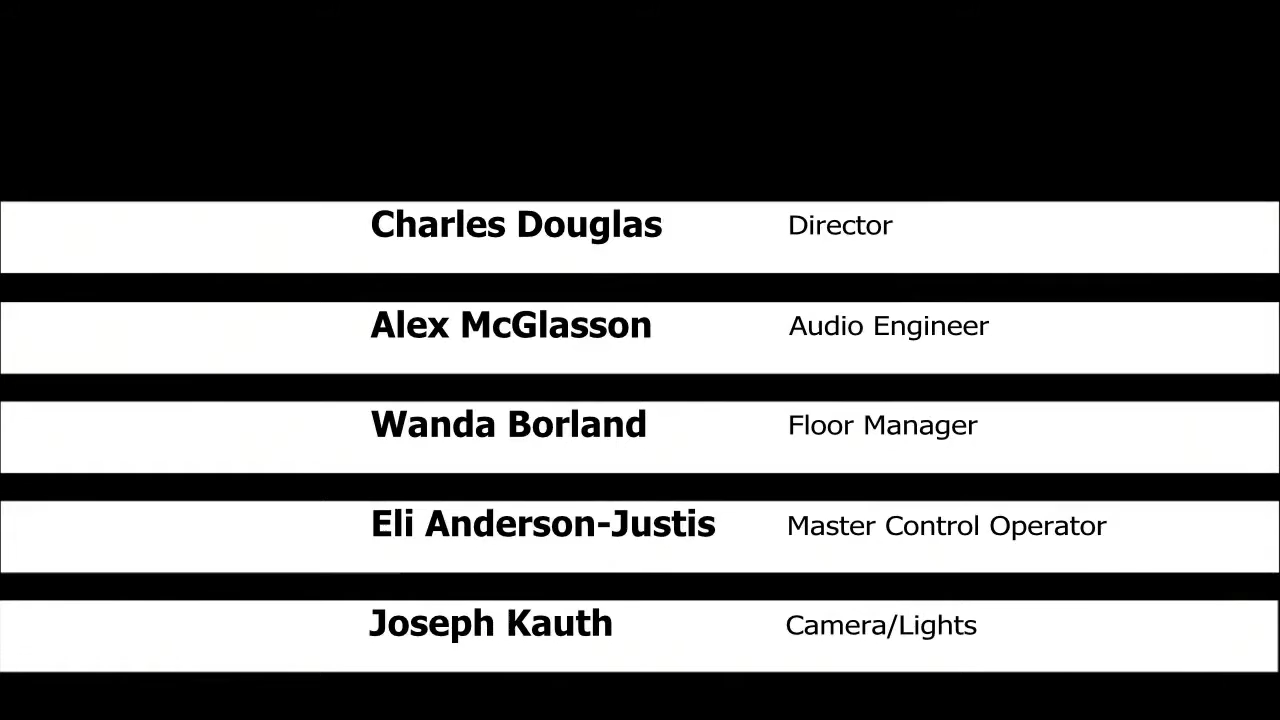 Charles Douglas Director
Alex McGlasson Audio Engineer
Wanda Borland Floor Manager
Eli Anderson-Justis Master Control Operator
Joseph Kauth Camera/Lights